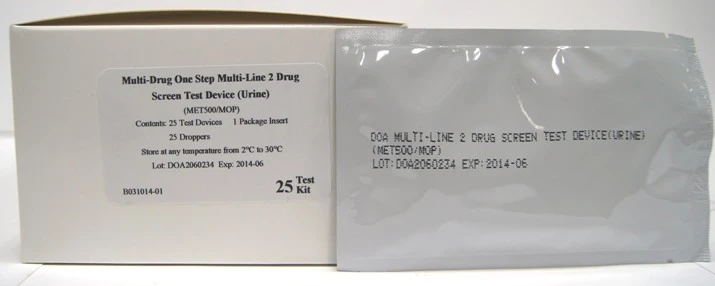 Multi-Drug One Step Multi-Line 2 Drug
Screen Test Device (Urine)
(MET500/MOP)
Contents: 25 Test Devices 1 Package Insert
25 Droppers
Store at any temperature from 2°C to 30°C
Lot: DOA2060234 Exp: 2014-06
B031014-01
25 Test Kit
DOA MULTI-LINE 2 DRUG SCREEN TEST DEVICE(URINE)
(MET500/MOP)
LOT: DOA2060234 EXP: 2014-06